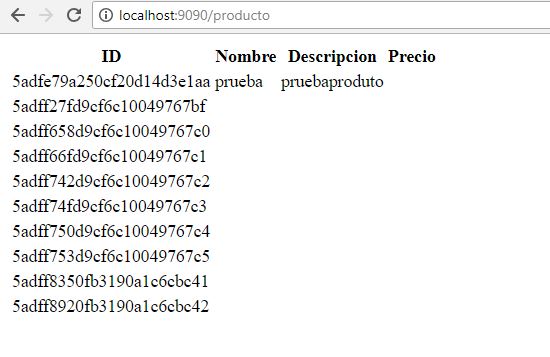 localhost:9090/producto
ID Nombre Descripcion Precio
5adfe79a250cf20d14d3e1aa prueba pruebaproduto
5adff27fd9cf6c10049767bf
5adff658d9cf6c10049767c0
5adff66fd9cf6c10049767c1
5adff742d9cf6c10049767c2
5adff74fd9cf6c10049767c3
5adff750d9cf6c10049767c4
5adff753d9cf6c10049767c5
5adff8350fb3190a1c6cbc41
5adff8920fb3190a1c6cbc42